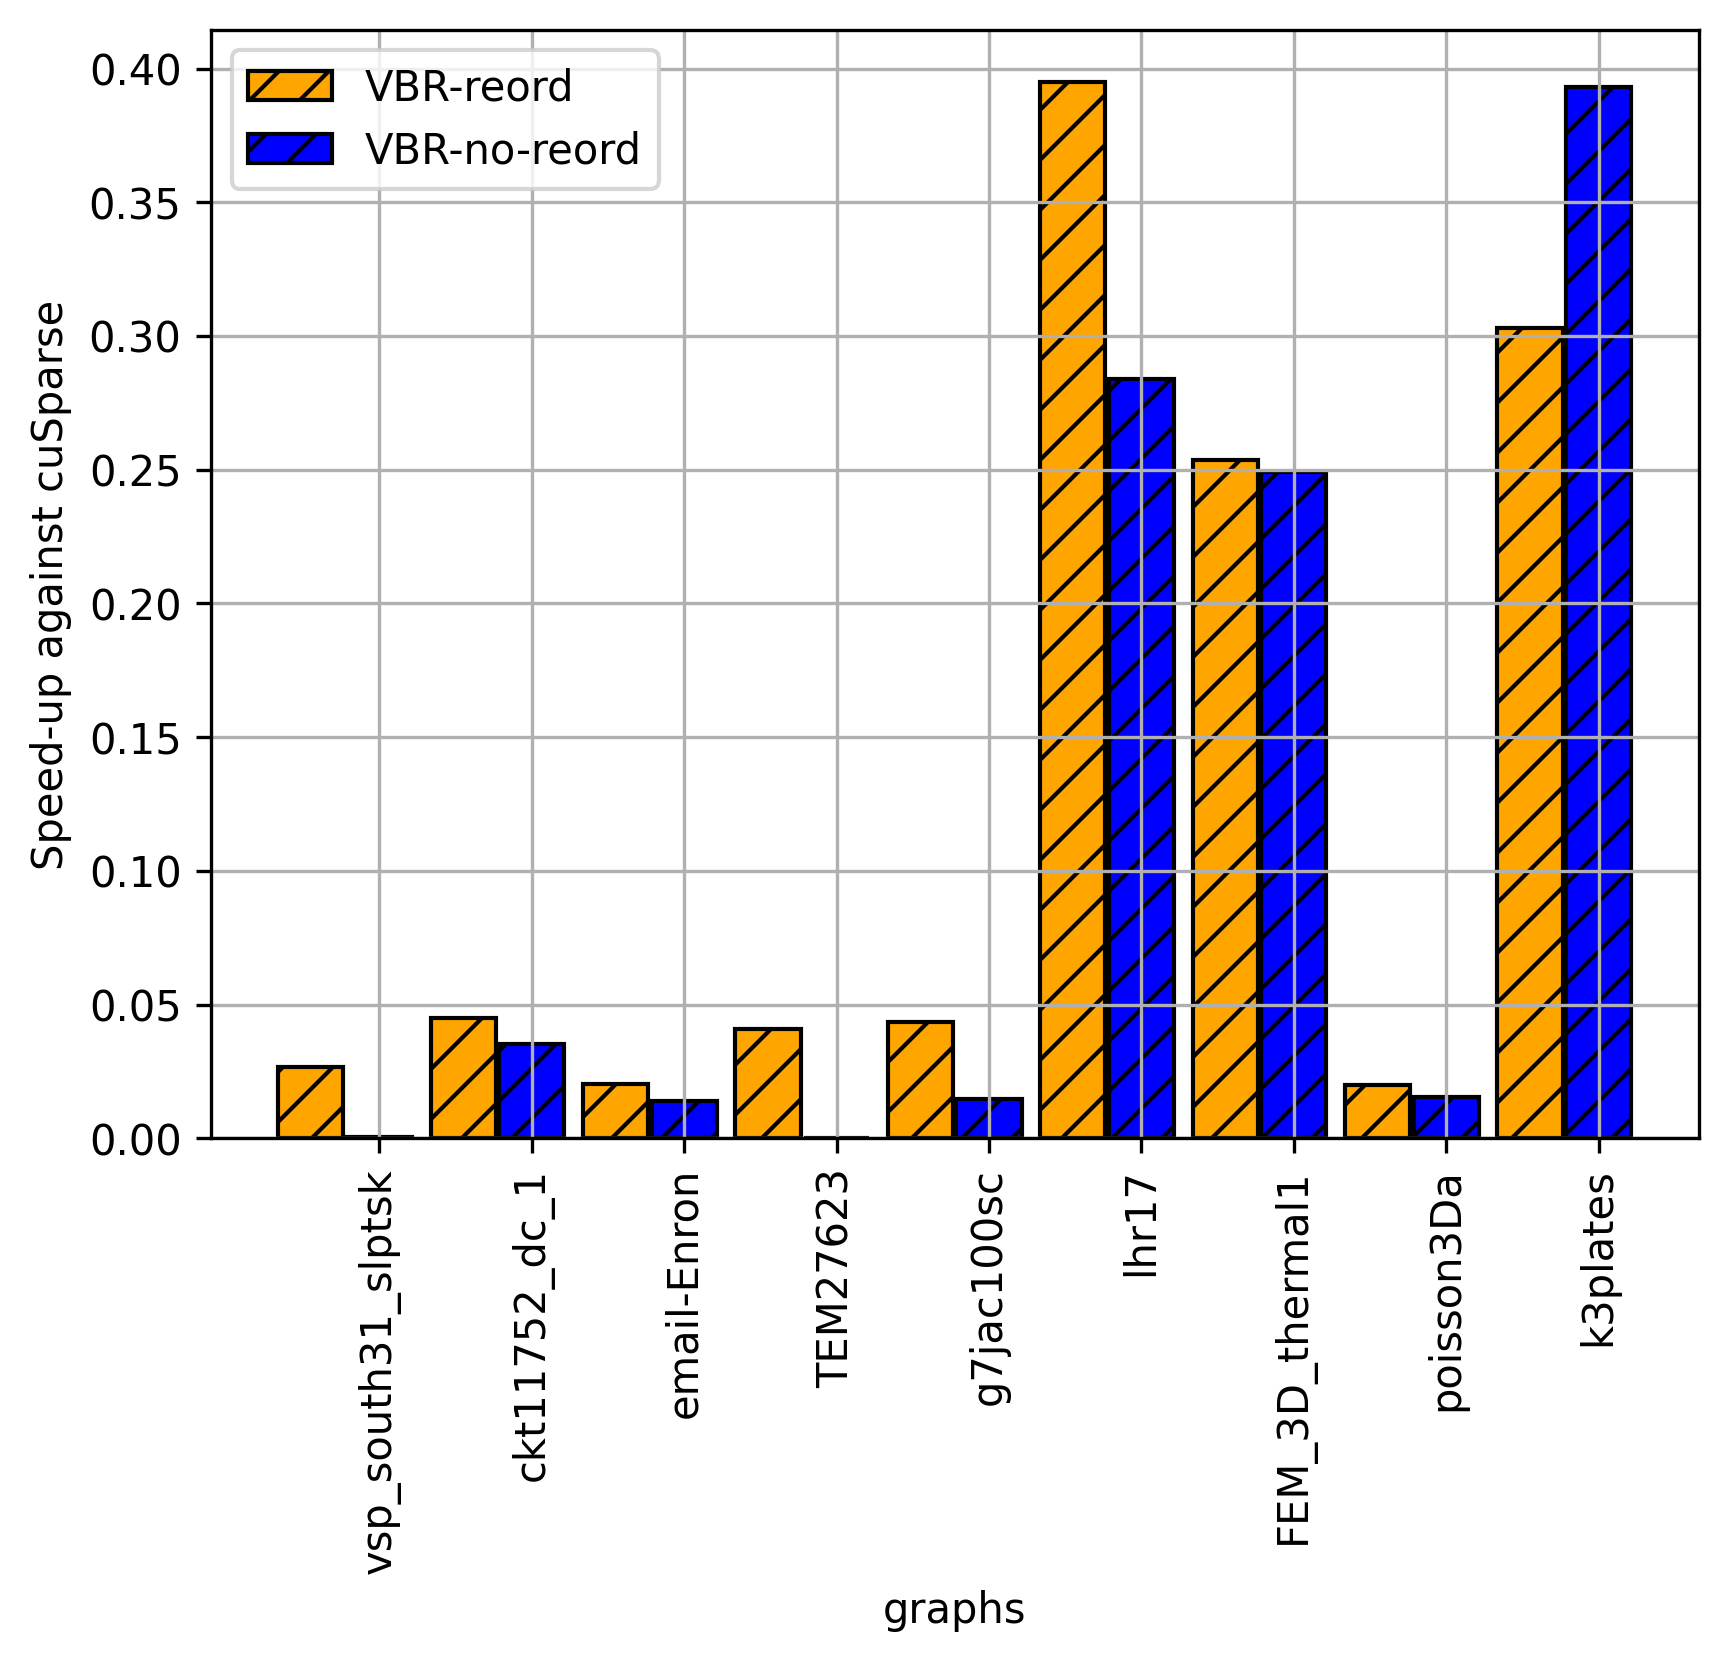 VBR-reord
VBR-no-reord
0.40
0.35
0.30
0.25
0.20
0.15
0.10
0.05
0.00
Speed-up against cuSparse
vsp_south31_slptsk
ckt11752_dc_1
email-Enron
TEM27623
g7jac100sc
lhr17
FEM_3D_thermal1
poisson3Da
k3plates
graphs